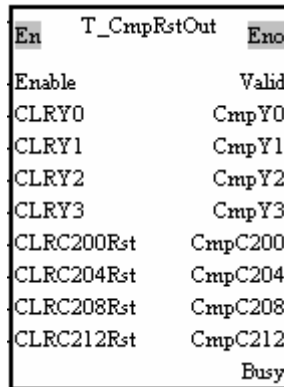 En T_CmpRstOut Eno
Enable Valid
CLRY0 CmpY0
CLRY1 CmpY1
CLRY2 CmpY2
CLRY3 CmpY3
CLRC200Rst CmpC200
CLRC204Rst CmpC204
CLRC208Rst CmpC208
CLRC212Rst CmpC212
Busy